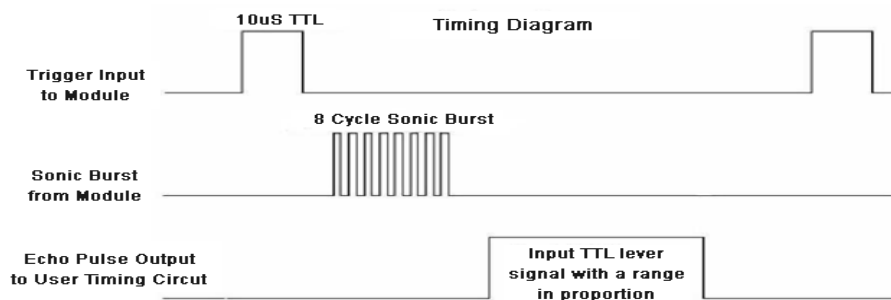 10uS TTL
Timing Diagram
Trigger Input
to Module
8 Cycle Sonic Burst
Sonic Burst
from Module
Echo Pulse Output
to User Timing Circut
Input TTL lever
signal with a range
in proportion